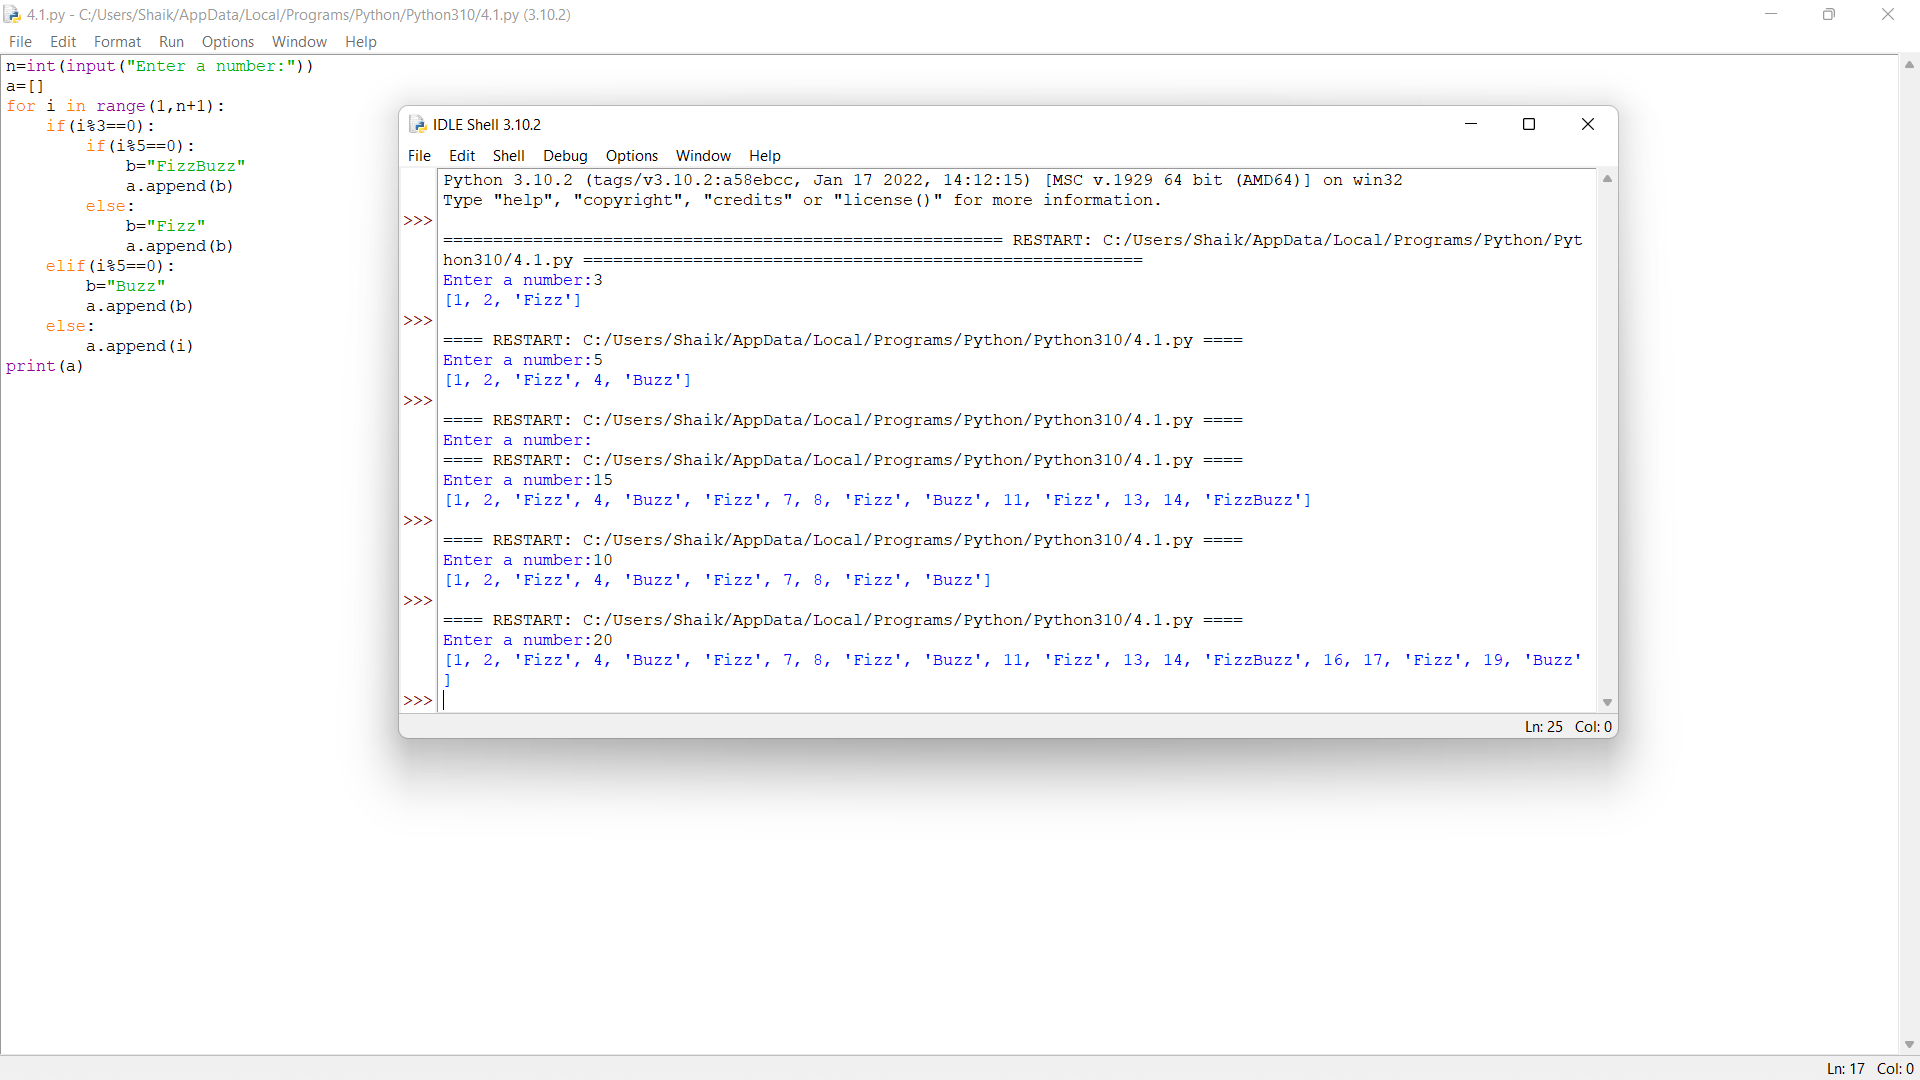 4.1.py - C:/Users/Shaik/AppData/Local/Programs/Python/Python310/4.1.py (3.10.2)
File Edit Format Run Options Window Help
n=int(input("Enter a number:"))
a=[]
for i in range(1,n+1):
    if(i%3==0):
        if(i%5==0):
            b="FizzBuzz"
            a.append(b)
        else:
            b="Fizz"
            a.append(b)
    elif(i%5==0):
        b="Buzz"
        a.append(b)
    else:
        a.append(i)
print(a)
IDLE Shell 3.10.2
File Edit Shell Debug Options Window Help
Python 3.10.2 (tags/v3.10.2:a58ebcc, Jan 17 2022, 14:12:15) [MSC v.1929 64 bit (AMD64)] on win32
Type "help", "copyright", "credits" or "license()" for more information.
>>>
======================================================== RESTART: C:/Users/Shaik/AppData/Local/Programs/Python/Pyt
hon310/4.1.py ========================================================
Enter a number:3
[1, 2, 'Fizz']
>>>
==== RESTART: C:/Users/Shaik/AppData/Local/Programs/Python/Python310/4.1.py ====
Enter a number:5
[1, 2, 'Fizz', 4, 'Buzz']
>>>
==== RESTART: C:/Users/Shaik/AppData/Local/Programs/Python/Python310/4.1.py ====
Enter a number:
==== RESTART: C:/Users/Shaik/AppData/Local/Programs/Python/Python310/4.1.py ====
Enter a number:15
[1, 2, 'Fizz', 4, 'Buzz', 'Fizz', 7, 8, 'Fizz', 'Buzz', 11, 'Fizz', 13, 14, 'FizzBuzz']
>>>
==== RESTART: C:/Users/Shaik/AppData/Local/Programs/Python/Python310/4.1.py ====
Enter a number:10
[1, 2, 'Fizz', 4, 'Buzz', 'Fizz', 7, 8, 'Fizz', 'Buzz']
>>>
==== RESTART: C:/Users/Shaik/AppData/Local/Programs/Python/Python310/4.1.py ====
Enter a number:20
[1, 2, 'Fizz', 4, 'Buzz', 'Fizz', 7, 8, 'Fizz', 'Buzz', 11, 'Fizz', 13, 14, 'FizzBuzz', 16, 17, 'Fizz', 19, 'Buzz'
]
>>>
Ln: 25 Col: 0
Ln: 17 Col: 0